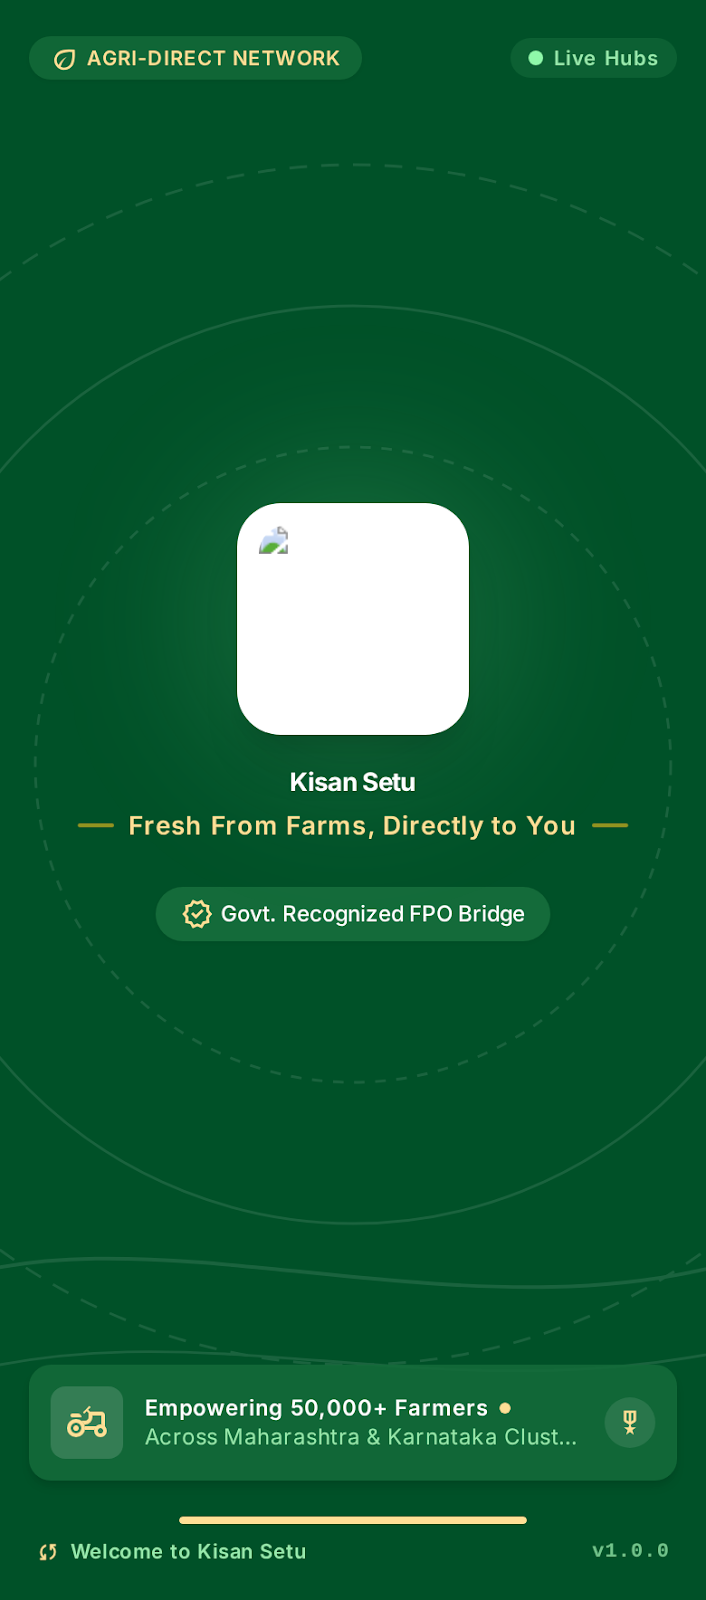 AGRI-DIRECT NETWORK
Live Hubs
Kisan Setu
Fresh From Farms, Directly to You
Govt. Recognized FPO Bridge
Empowering 50,000+ Farmers
Across Maharashtra & Karnataka Clust...
Welcome to Kisan Setu
v1.0.0